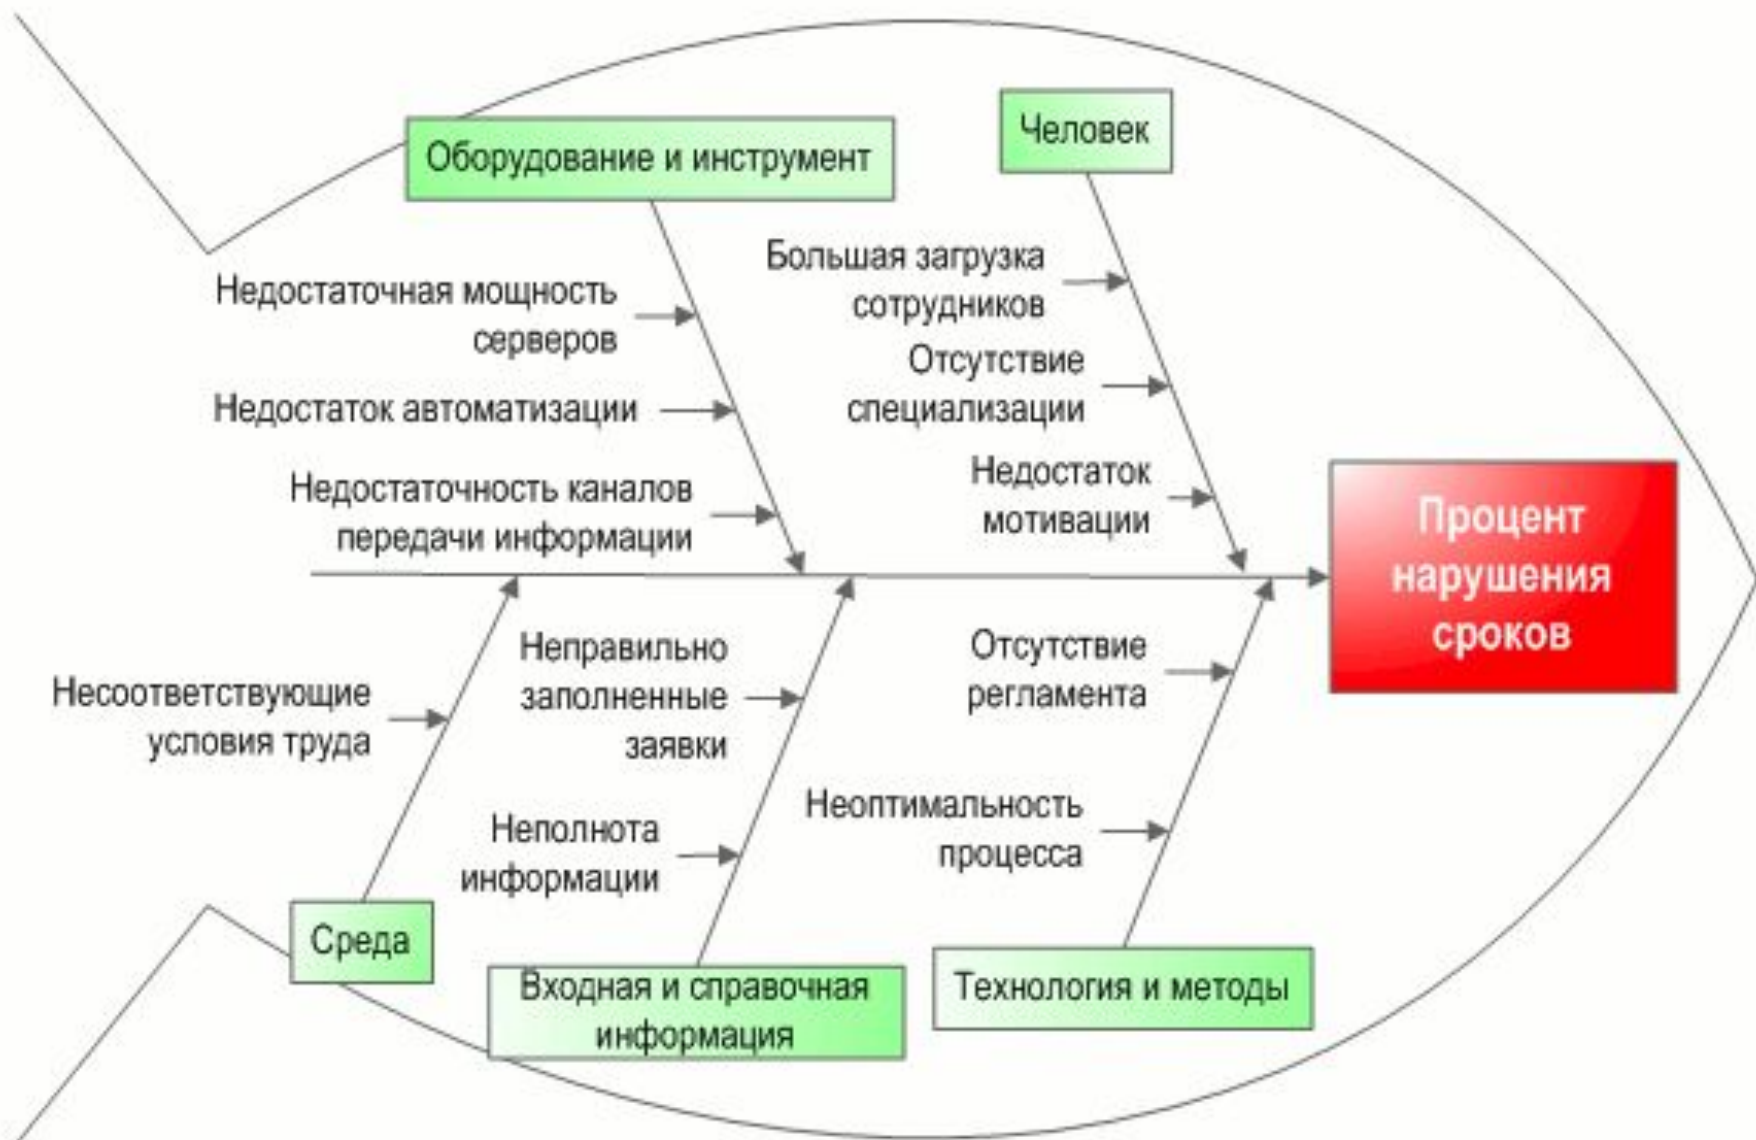 Оборудование и инструмент
Человек
Недостаточная мощность
серверов
Недостаток автоматизации
Недостаточность каналов
передачи информации
Большая загрузка
сотрудников
Отсутствие
специализации
Недостаток
мотивации
Процент
нарушения
сроков
Несоответствующие
условия труда
Неправильно
заполненные
заявки
Неполнота
информации
Отсутствие
регламента
Неоптимальность
процесса
Среда
Входная и справочная
информация
Технология и методы